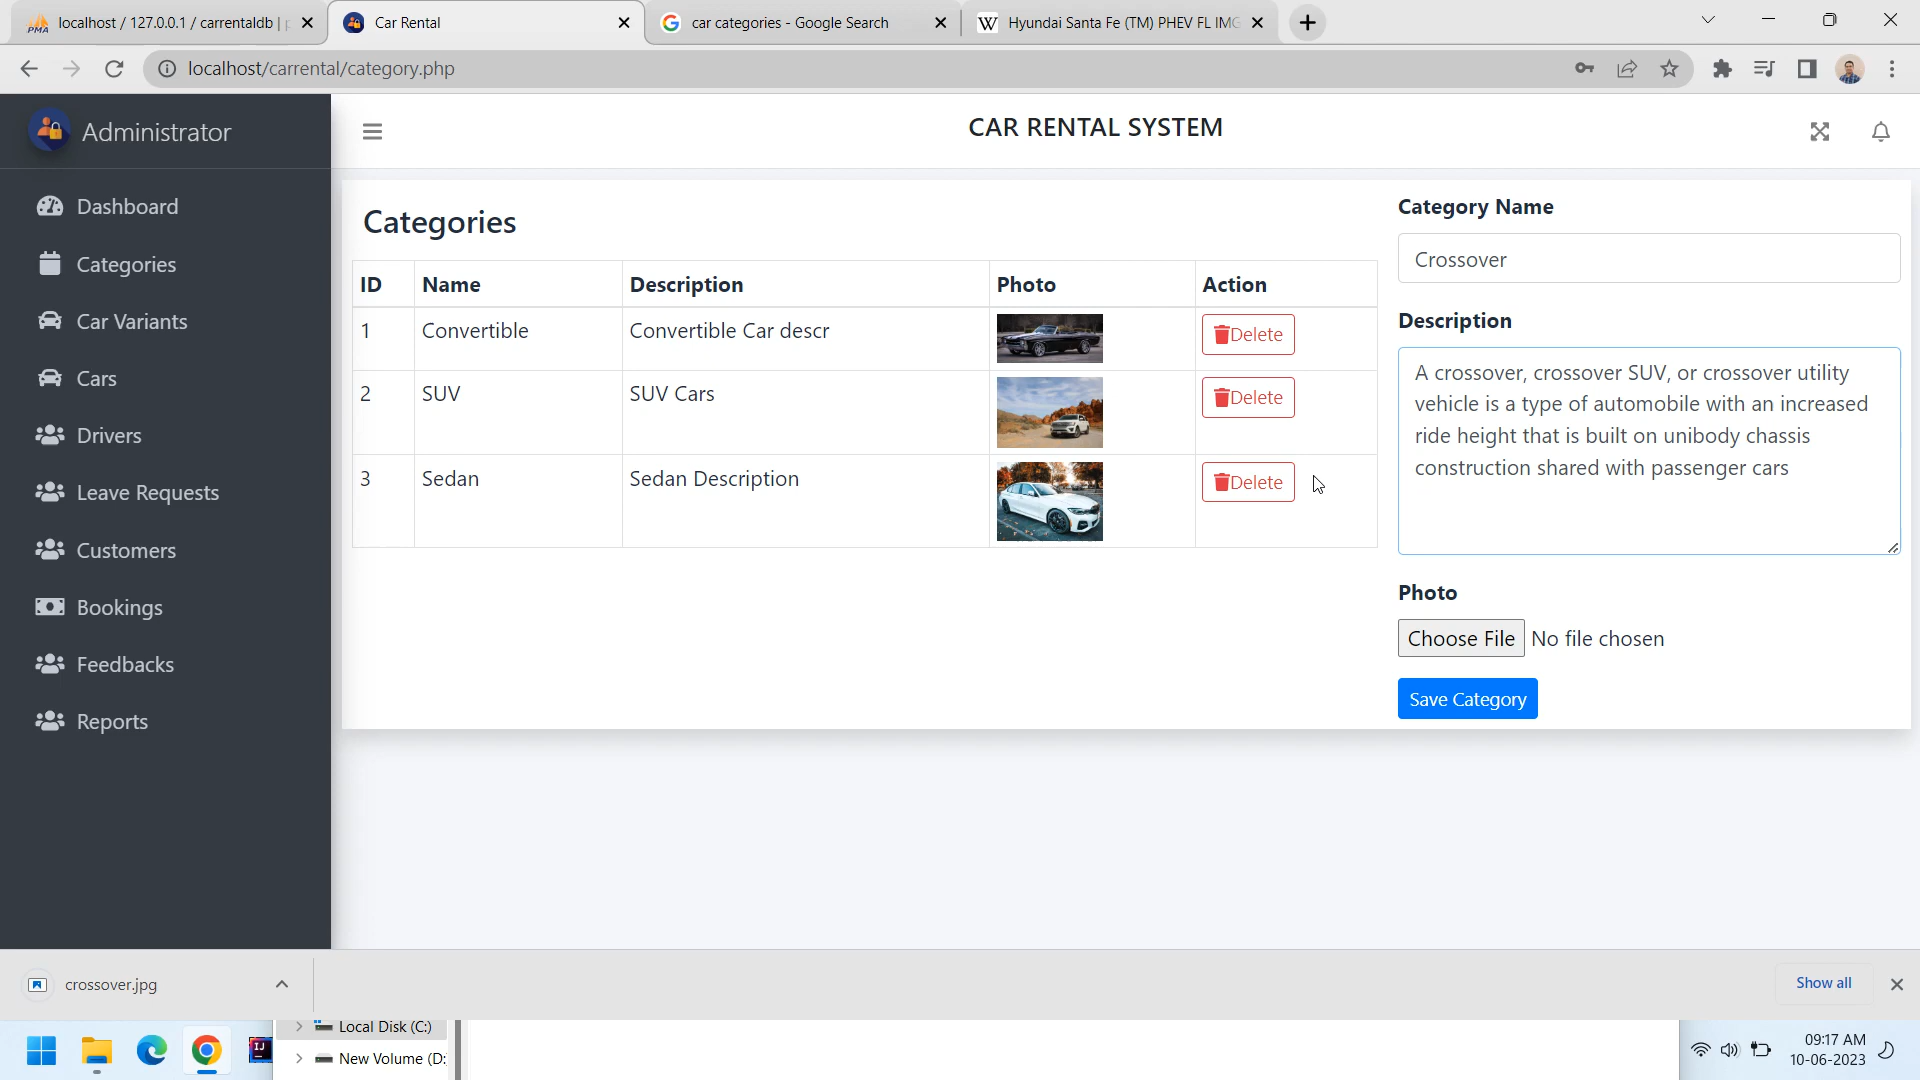 localhost / 127.0.0.1 / carrentaldb |
Car Rental
car categories - Google Search
W Hyundai Santa Fe (TM) PHEV FL IMG
localhost/carrental/category.php
Administrator
CAR RENTAL SYSTEM
Dashboard
Categories
Car Variants
Cars
Drivers
Leave Requests
Customers
Bookings
Feedbacks
Reports
Categories
ID Name Description Photo Action
1 Convertible Convertible Car descr Delete
2 SUV SUV Cars Delete
3 Sedan Sedan Description Delete
Category Name
Crossover
Description
A crossover, crossover SUV, or crossover utility
vehicle is a type of automobile with an increased
ride height that is built on unibody chassis
construction shared with passenger cars
Photo
Choose File No file chosen
Save Category
crossover.jpg
Show all
Local Disk (C:)
New Volume (D:
IJ
09:17 AM
10-06-2023